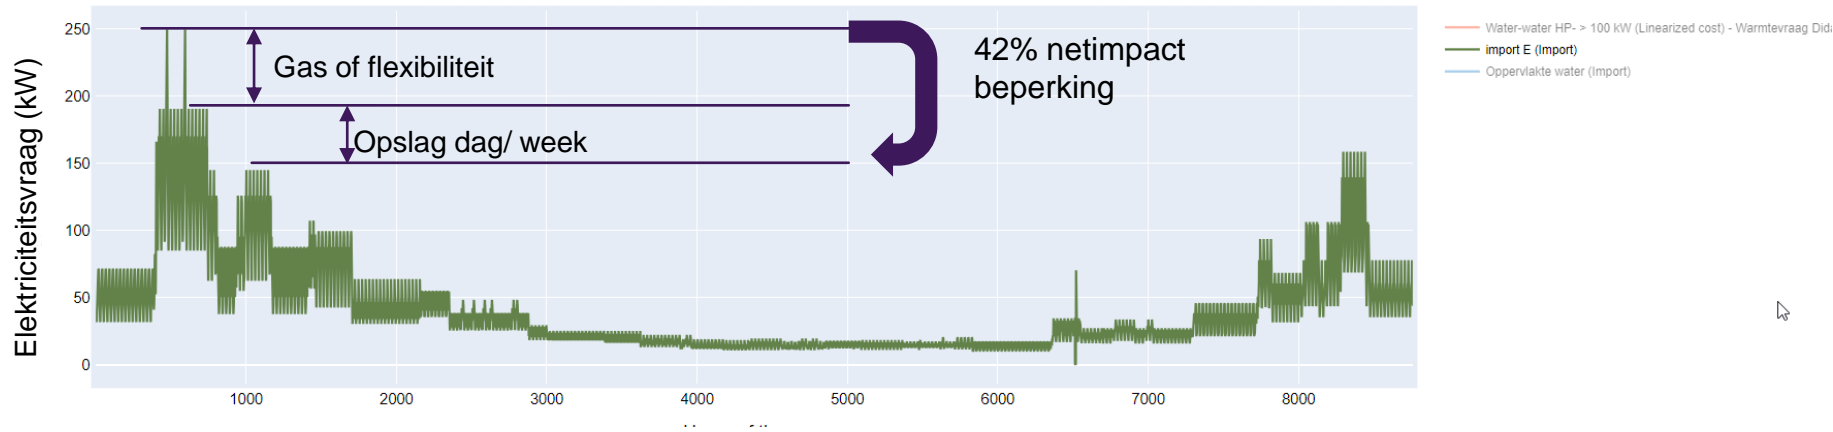 Elektriciteitsvraag (kW)
250
200
150
100
50
0
Gas of flexibiliteit
Opslag dag/ week
42% netimpact
beperking
Water-water HP- > 100 kW (Linearized cost) - Warmtevraag Dida
import E (Import)
Oppervlakte water (Import)
1000
2000
3000
4000
5000
6000
7000
8000